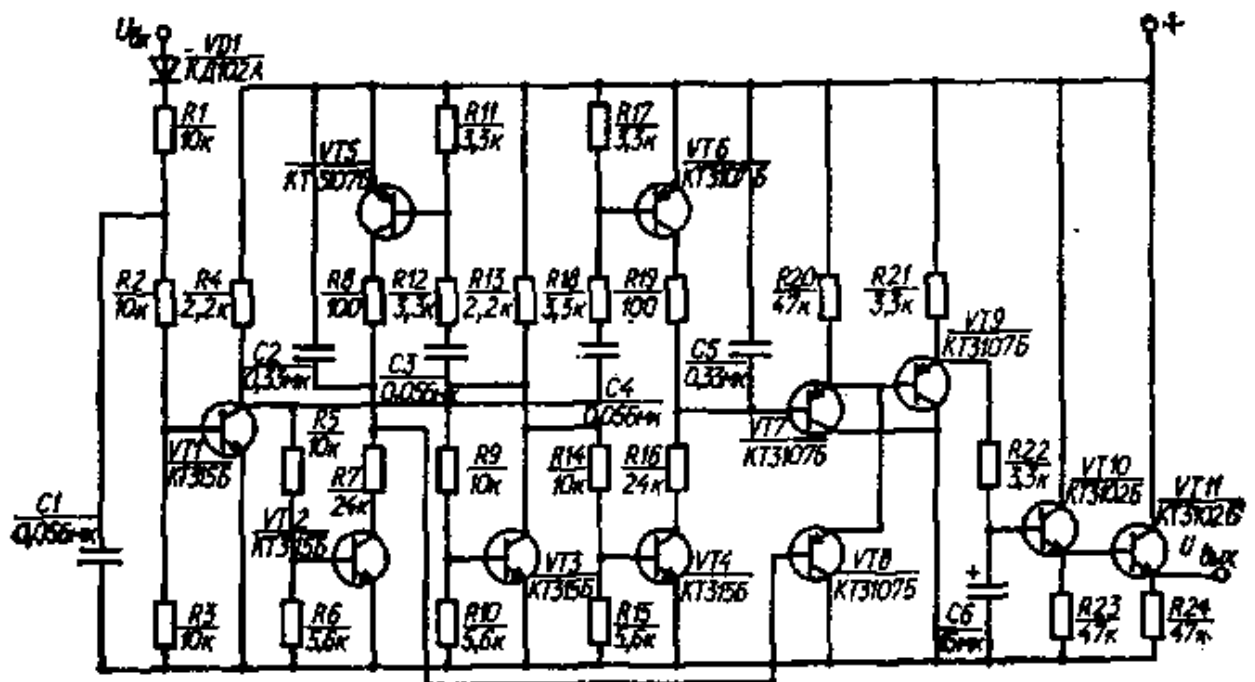 Uвх
+
VD1
КД102А
R1
10к
R11
3,3к
R17
3,3к
VT5
КТ3107Б
VT6
КТ3107Б
R2
10к
R4
2,2к
R8
100
R12
3,3к
R13
2,2к
R18
3,3к
R19
100
R20
47к
R21
3,3к
VT9
КТ3107Б
C2
0,33мк
C3
0,056мк
C4
0,056мк
C5
0,33мк
VT1
КТ315Б
R5
10к
R7
24к
R9
10к
R14
10к
R16
24к
VT7
КТ3107Б
R22
3,3к
VT10
КТ3102Б
VT11
КТ3102Б
C1
0,056мк
VT2
КТ315Б
VT3
КТ315Б
VT4
КТ315Б
VT8
КТ3107Б
+
Uвых
R3
10к
R6
5,6к
R10
5,6к
R15
5,6к
C6
R23
47к
R24
47к